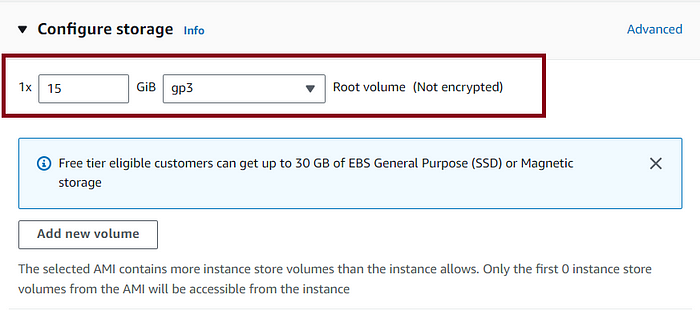 Configure storage Info Advanced
1x 15 GiB gp3 Root volume (Not encrypted)
Free tier eligible customers can get up to 30 GB of EBS General Purpose (SSD) or Magnetic
storage
Add new volume
The selected AMI contains more instance store volumes than the instance allows. Only the first 0 instance store
volumes from the AMI will be accessible from the instance